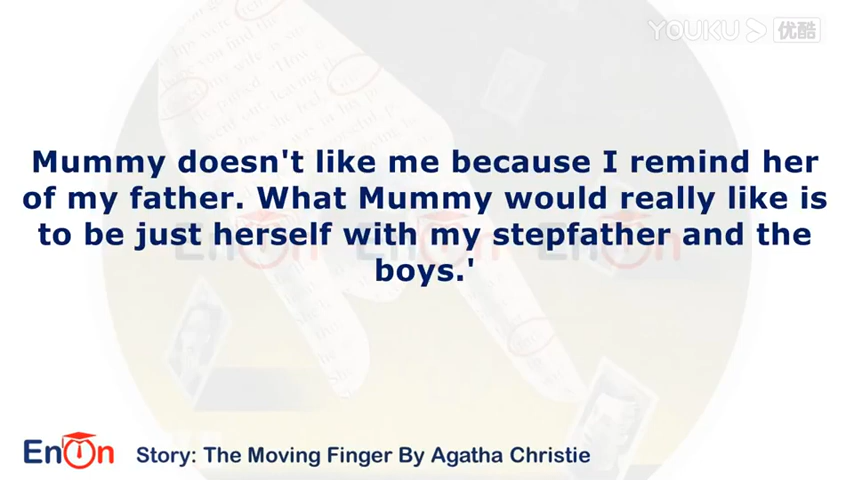 YOUKU 优酷
Mummy doesn't like me because I remind her
of my father. What Mummy would really like is
to be just herself with my stepfather and the
boys.'
EnOn Story: The Moving Finger By Agatha Christie